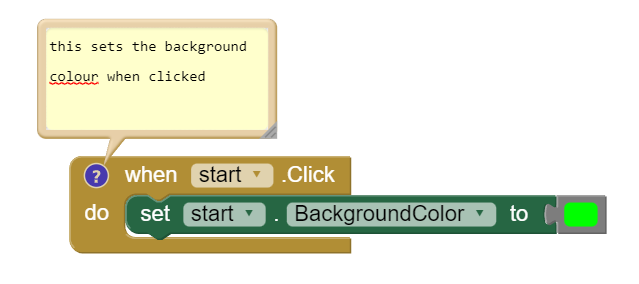 this sets the background
colour when clicked
? when start .Click
do set start . BackgroundColor to